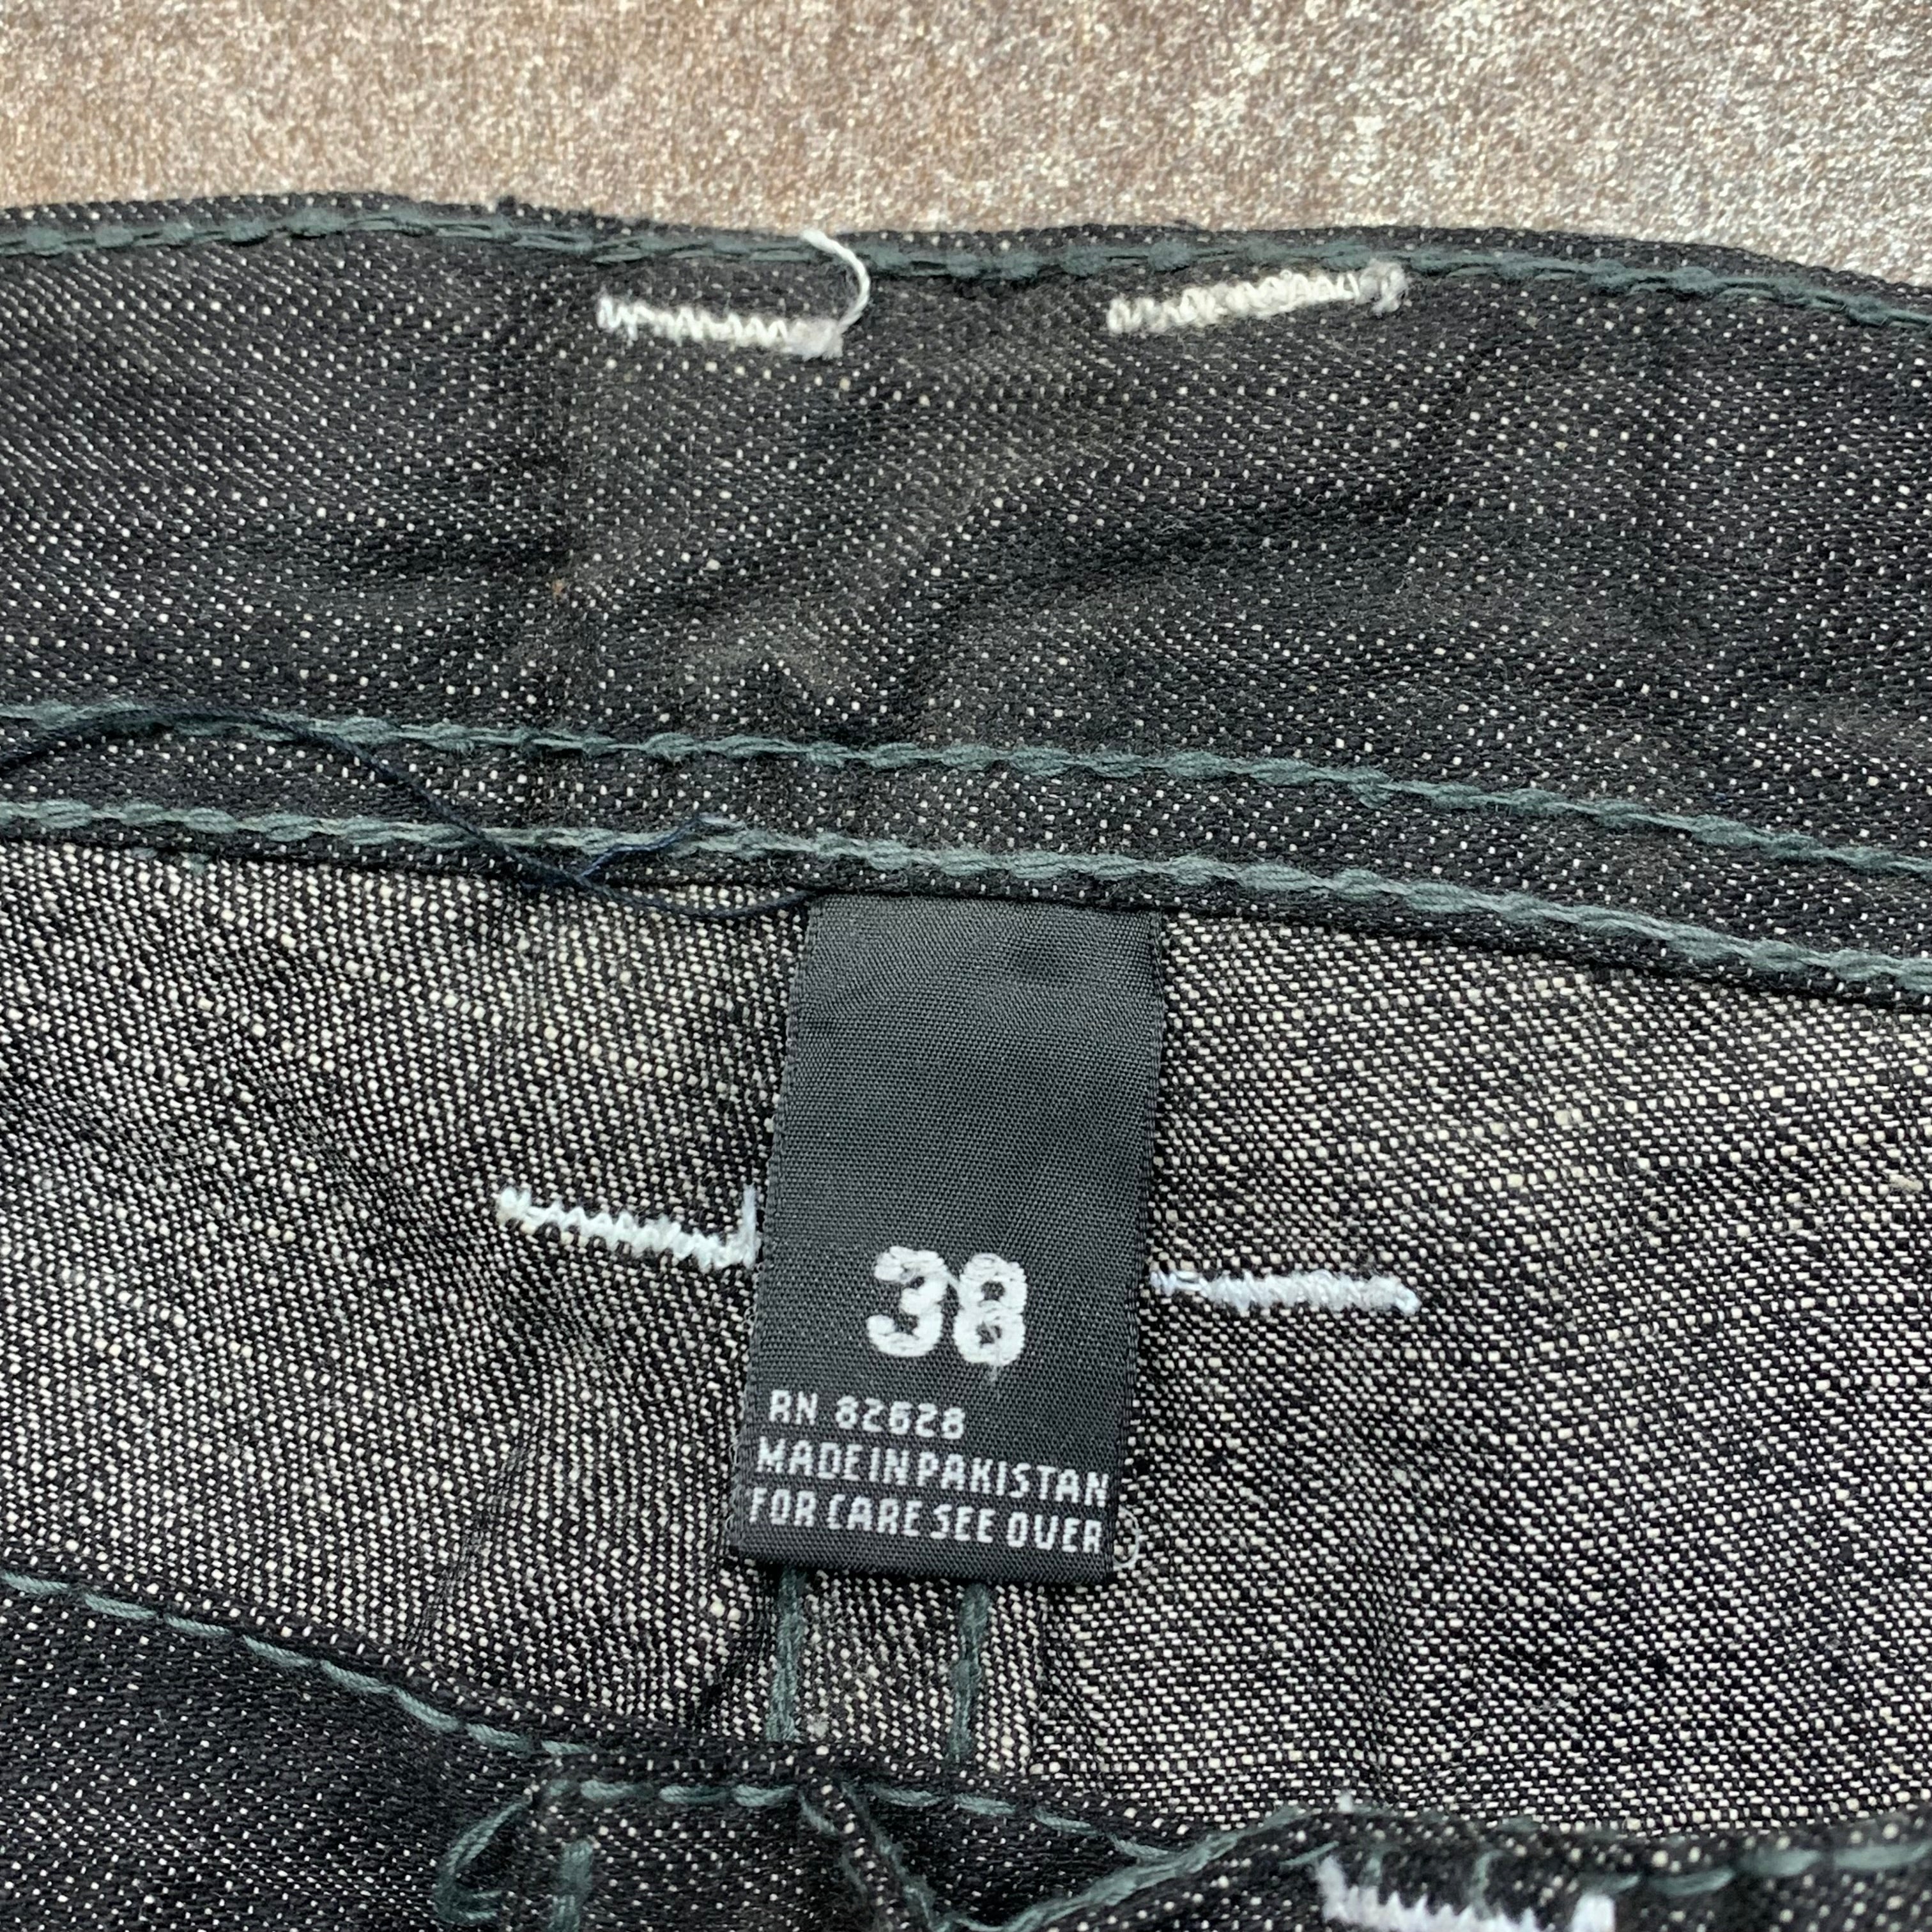 38
RN 82628
MADE IN PAKISTAN
FOR CARE SEE OVER